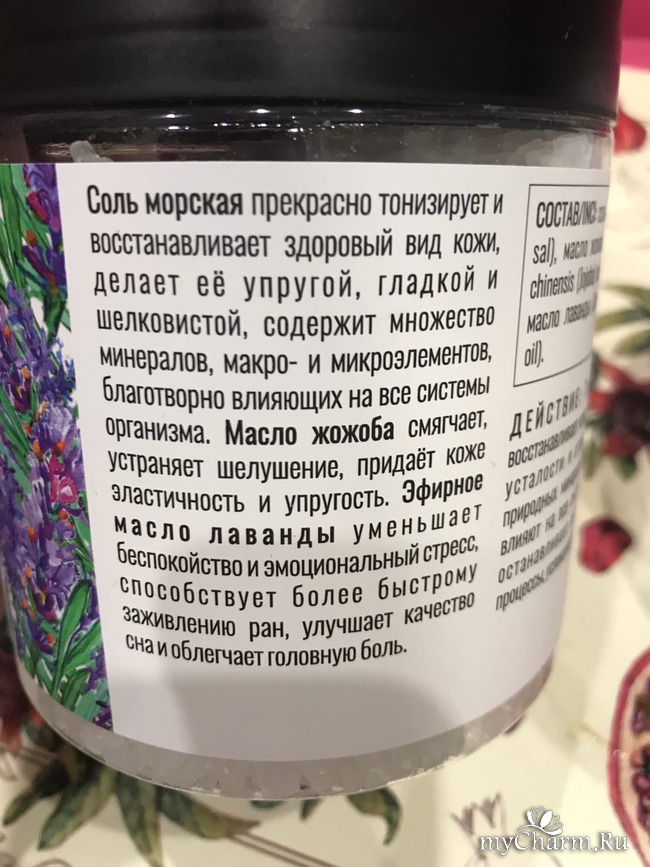 Соль морская прекрасно тонизирует и
восстанавливает здоровый вид кожи,
делает её упругой, гладкой и
шелковистой, содержит множество
минералов, макро- и микроэлементов,
благотворно влияющих на все системы
организма. Масло жожоба смягчает,
устраняет шелушение, придаёт коже
эластичность и упругость. Эфирное
масло лаванды уменьшает
беспокойство и эмоциональный стресс,
способствует более быстрому
заживлению ран, улучшает качество
сна и облегчает головную боль.
СОСТАВ/INCI:
sal), масло
chinensis (Jojoba)
масло лаванды
oil).
ДЕЙСТВИЕ:
усталости и
природных
влияют на все
процессы,
myCharm.Ru